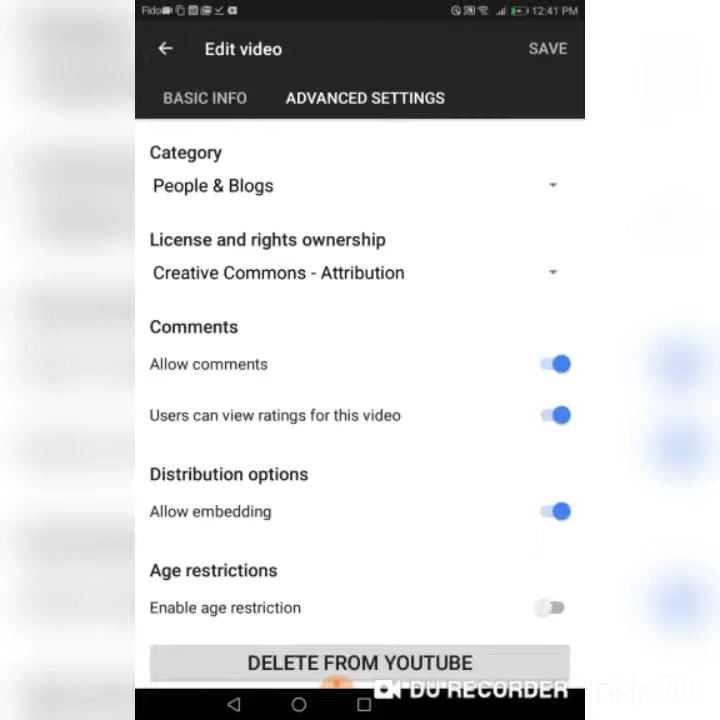 Fido 12:41 PM
Edit video SAVE
BASIC INFO ADVANCED SETTINGS
Category
People & Blogs
License and rights ownership
Creative Commons - Attribution
Comments
Allow comments
Users can view ratings for this video
Distribution options
Allow embedding
Age restrictions
Enable age restriction
DELETE FROM YOUTUBE
DU RECORDER